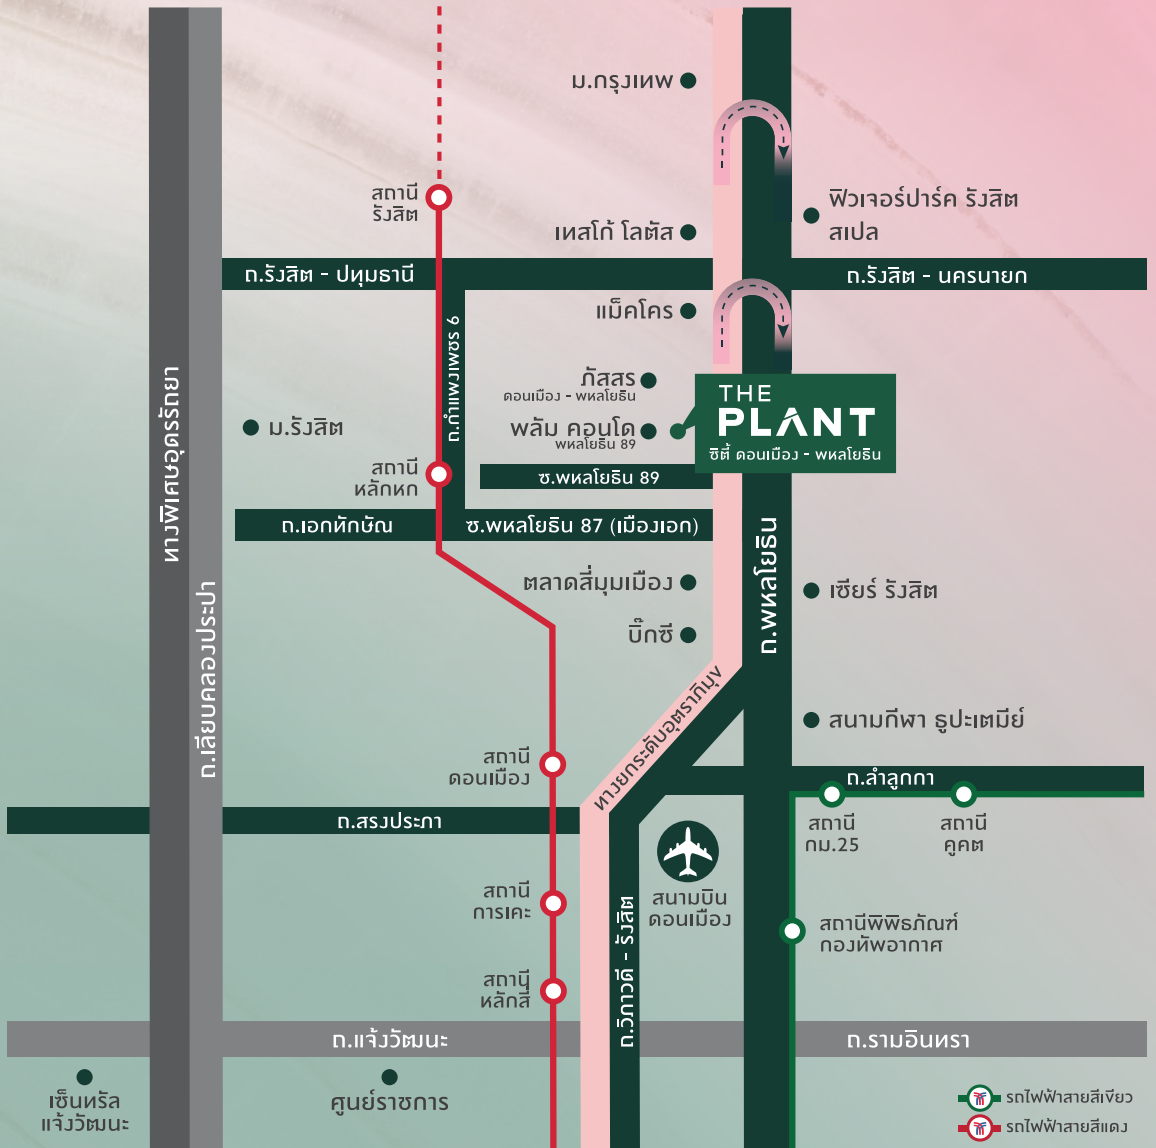 ม.กรุงเทพ
สถานี
รังสิต
ฟิวเจอร์ปาร์ค รังสิต
สเปล
เทสโก้ โลตัส
ถ.รังสิต - ปทุมธานี
ถ.รังสิต - นครนายก
แม็คโคร
ถ.กำแพงเพชร 6
ทางพิเศษอุดรรัถยา
ภัสสร
ดอนเมือง - พหลโยธิน
THE
PLANT
ซิตี้ ดอนเมือง - พหลโยธิน
ม.รังสิต
พลัม คอนโด
พหลโยธิน 89
สถานี
หลักหก
ซ.พหลโยธิน 89
ถ.เอกทักษิณ
ซ.พหลโยธิน 87 (เมืองเอก)
ถ.พหลโยธิน
ตลาดสี่มุมเมือง
เซียร์ รังสิต
บิ๊กซี
ถ.เลียบคลองประปา
ทางยกระดับอุตราภิมุข
สนามกีฬา ธูปะเตมีย์
สถานี
ดอนเมือง
ถ.ลำลูกกา
ถ.สรงประภา
สถานี
กม.25
สถานี
คูคต
สถานี
การเคะ
สนามบิน
ดอนเมือง
สถานีพิพิธภัณฑ์
กองทัพอากาศ
ถ.วิภาวดี - รังสิต
สถานี
หลักสี่
ถ.แจ้งวัฒนะ
ถ.รามอินทรา
เซ็นทรัล
แจ้งวัฒนะ
ศูนย์ราชการ
รถไฟฟ้าสายสีเขียว
รถไฟฟ้าสายสีแดง